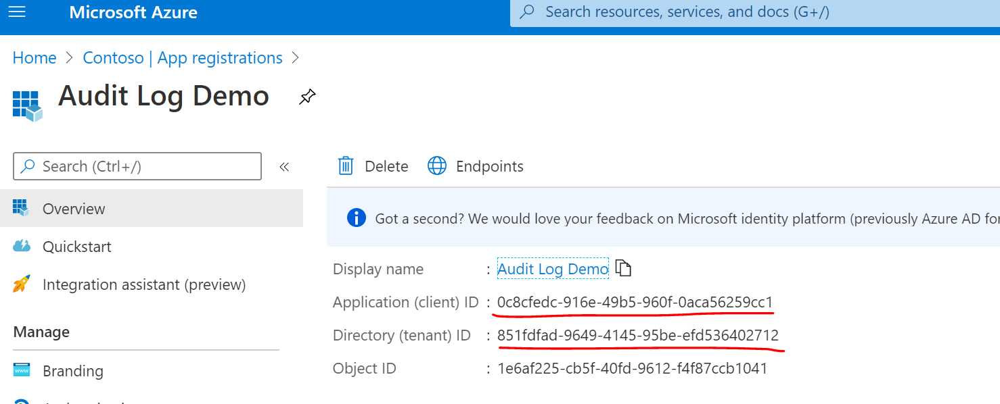 Microsoft Azure
Search resources, services, and docs (G+/)
Home > Contoso | App registrations >
Audit Log Demo
Search (Ctrl+/)
«
Delete
Endpoints
Overview
Quickstart
Integration assistant (preview)
Manage
Branding
Got a second? We would love your feedback on Microsoft identity platform (previously Azure AD for
Display name : Audit Log Demo
Application (client) ID : 0c8cfedc-916e-49b5-960f-0aca56259cc1
Directory (tenant) ID : 851fdfad-9649-4145-95be-efd536402712
Object ID : 1e6af225-cb5f-40fd-9612-f4f87ccb1041